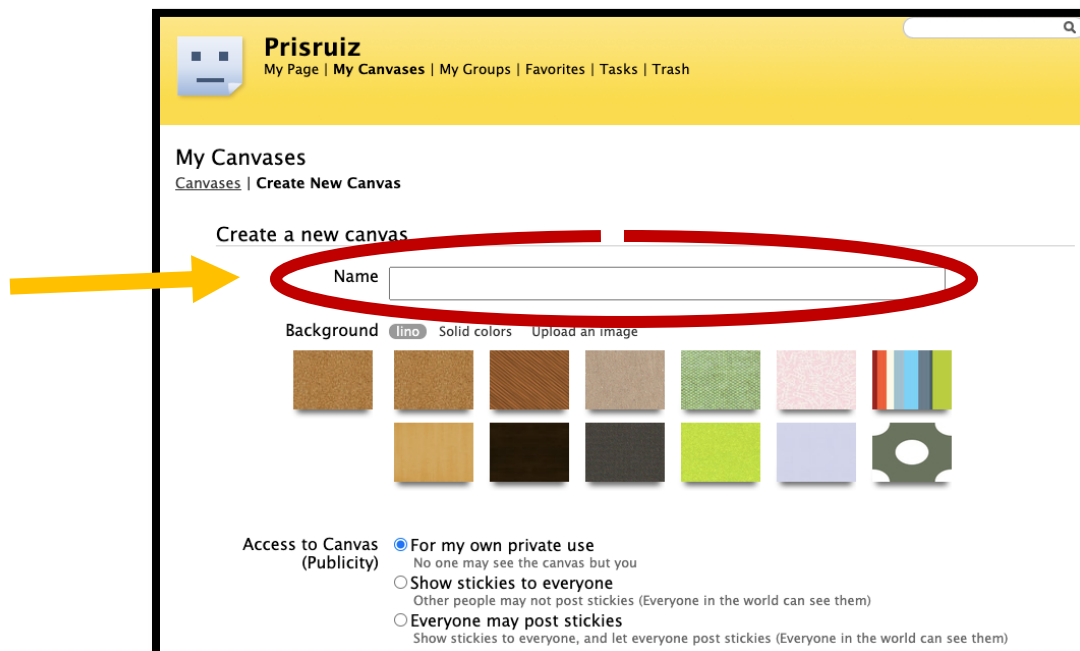 Prisruiz
My Page | My Canvases | My Groups | Favorites | Tasks | Trash
My Canvases
Canvases | Create New Canvas
Create a new canvas
Name
Background lino Solid colors Upload an image
Access to Canvas
(Publicity)
For my own private use
No one may see the canvas but you
Show stickies to everyone
Other people may not post stickies (Everyone in the world can see them)
Everyone may post stickies
Show stickies to everyone, and let everyone post stickies (Everyone in the world can see them)